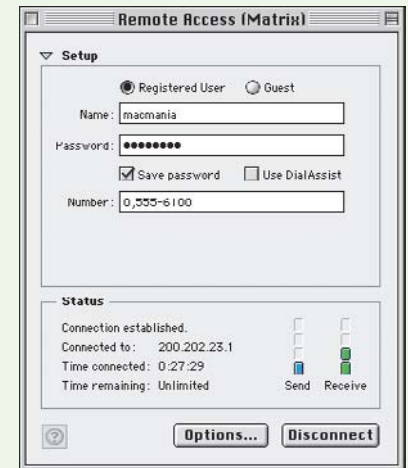 Remote Access (Matrix)
Setup
Registered User Guest
Name: macmania
Password: ●●●●●●●●
Save password Use DialAssist
Number: 0,555-6100
Status
Connection established.
Connected to: 200.202.23.1
Time connected: 0:27:29
Time remaining: Unlimited
Send Receive
? Options... Disconnect